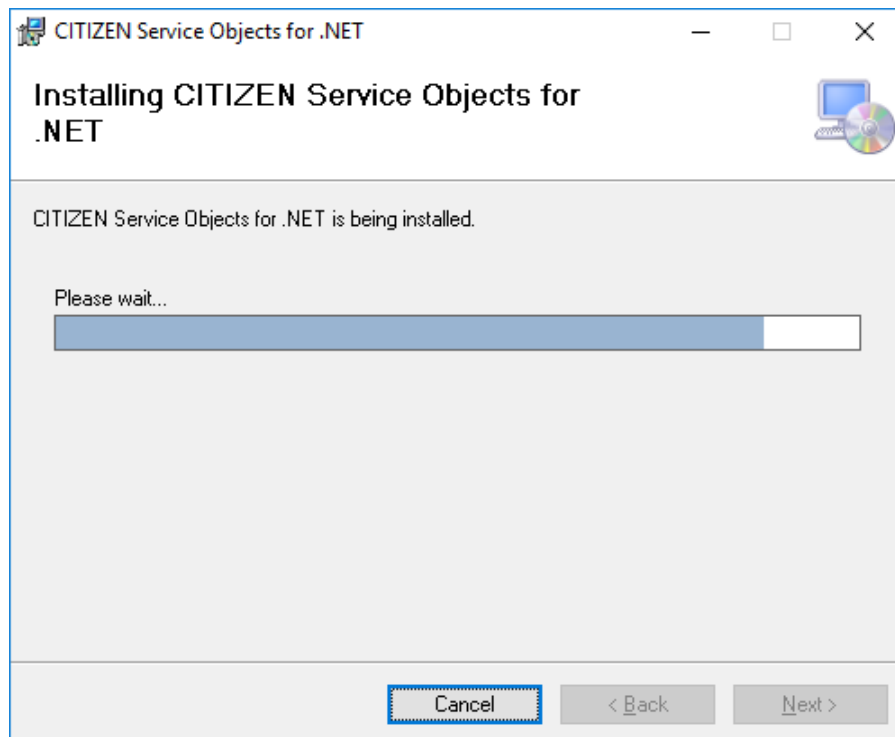 CITIZEN Service Objects for .NET
Installing CITIZEN Service Objects for
.NET
CITIZEN Service Objects for .NET is being installed.
Please wait...
Cancel
< Back
Next >